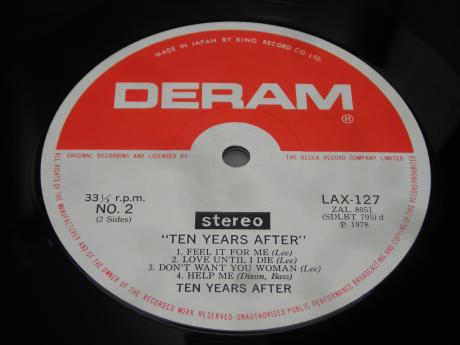 MADE IN JAPAN BY KING RECORD CO. LTD.
DERAM
®
ORIGINAL RECORDING AND LICENSED BY THE DECCA RECORD COMPANY LIMITED
ALL RIGHTS OF THE MANUFACTURER AND OF THE OWNER OF THE RECORDED WORK RESERVED-UNAUTHORISED PUBLIC PERFORMANCE BROADCASTING AND COPYING OF THIS RECORD PROHIBITED
33⅓ r.p.m.
NO. 2
(2 Sides)
stereo
LAX-127
ZAL. 8051
(SDLBT 795) d
℗ 1978
"TEN YEARS AFTER"
1. FEEL IT FOR ME (Lee)
2. LOVE UNTIL I DIE (Lee)
3. DON'T WANT YOU WOMAN (Lee)
4. HELP ME (Dixon, Bass)
TEN YEARS AFTER